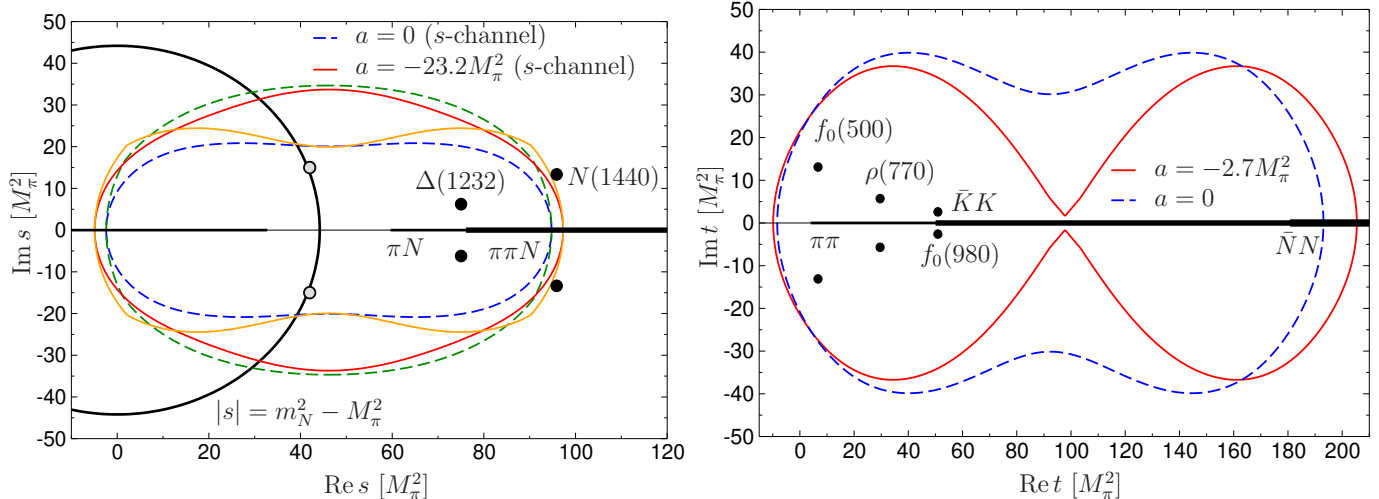 50
40
30
20
10
0
-10
-20
-30
-40
-50
Im s [M_π^2]
a = 0 (s-channel)
a = −23.2M_π^2 (s-channel)
Δ(1232)
N(1440)
πN
ππN
|s| = m_N^2 − M_π^2
0 20 40 60 80 100 120
Re s [M_π^2]
50
40
30
20
10
0
-10
-20
-30
-40
-50
Im t [M_π^2]
f_0(500)
ρ(770)
a = −2.7M_π^2
a = 0
K̄K
ππ
f_0(980)
N̄N
0 20 40 60 80 100 120 140 160 180 200
Re t [M_π^2]